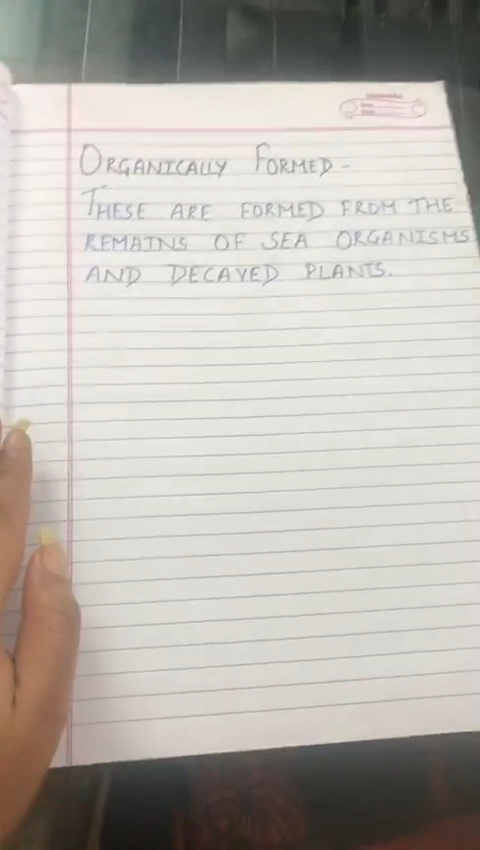 ORGANICALLY FORMED -
THESE ARE FORMED FROM THE
REMAINS OF SEA ORGANISMS
AND DECAYED PLANTS.